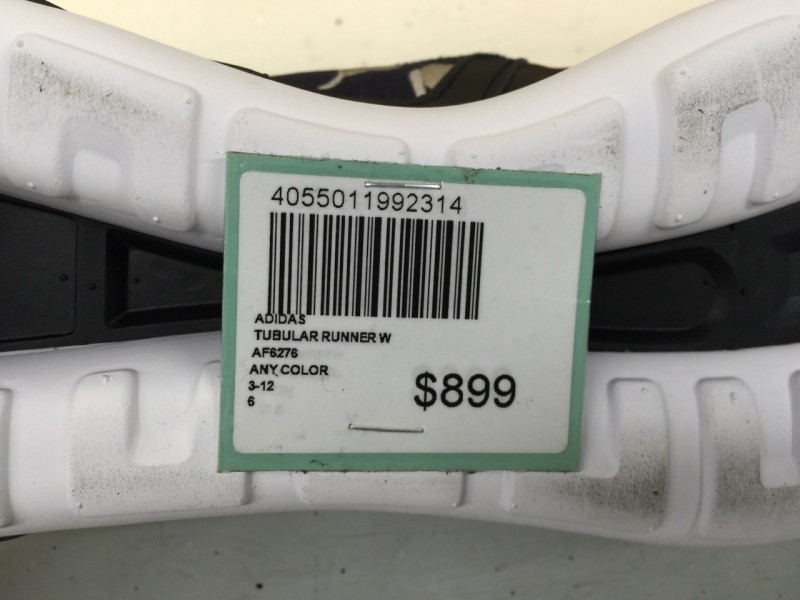 4055011992314
ADIDAS
TUBULAR RUNNER W
AF6276
ANY COLOR
3-12
6
$899